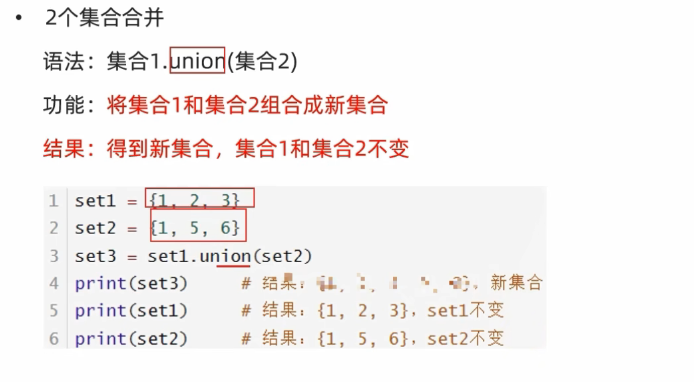 • 2个集合合并
语法：集合1.union(集合2)
功能：将集合1和集合2组合成新集合
结果：得到新集合，集合1和集合2不变
1 set1 = {1, 2, 3}
2 set2 = {1, 5, 6}
3 set3 = set1.union(set2)
4 print(set3) # 结果： 新集合
5 print(set1) # 结果：{1, 2, 3}，set1不变
6 print(set2) # 结果：{1, 5, 6}，set2不变